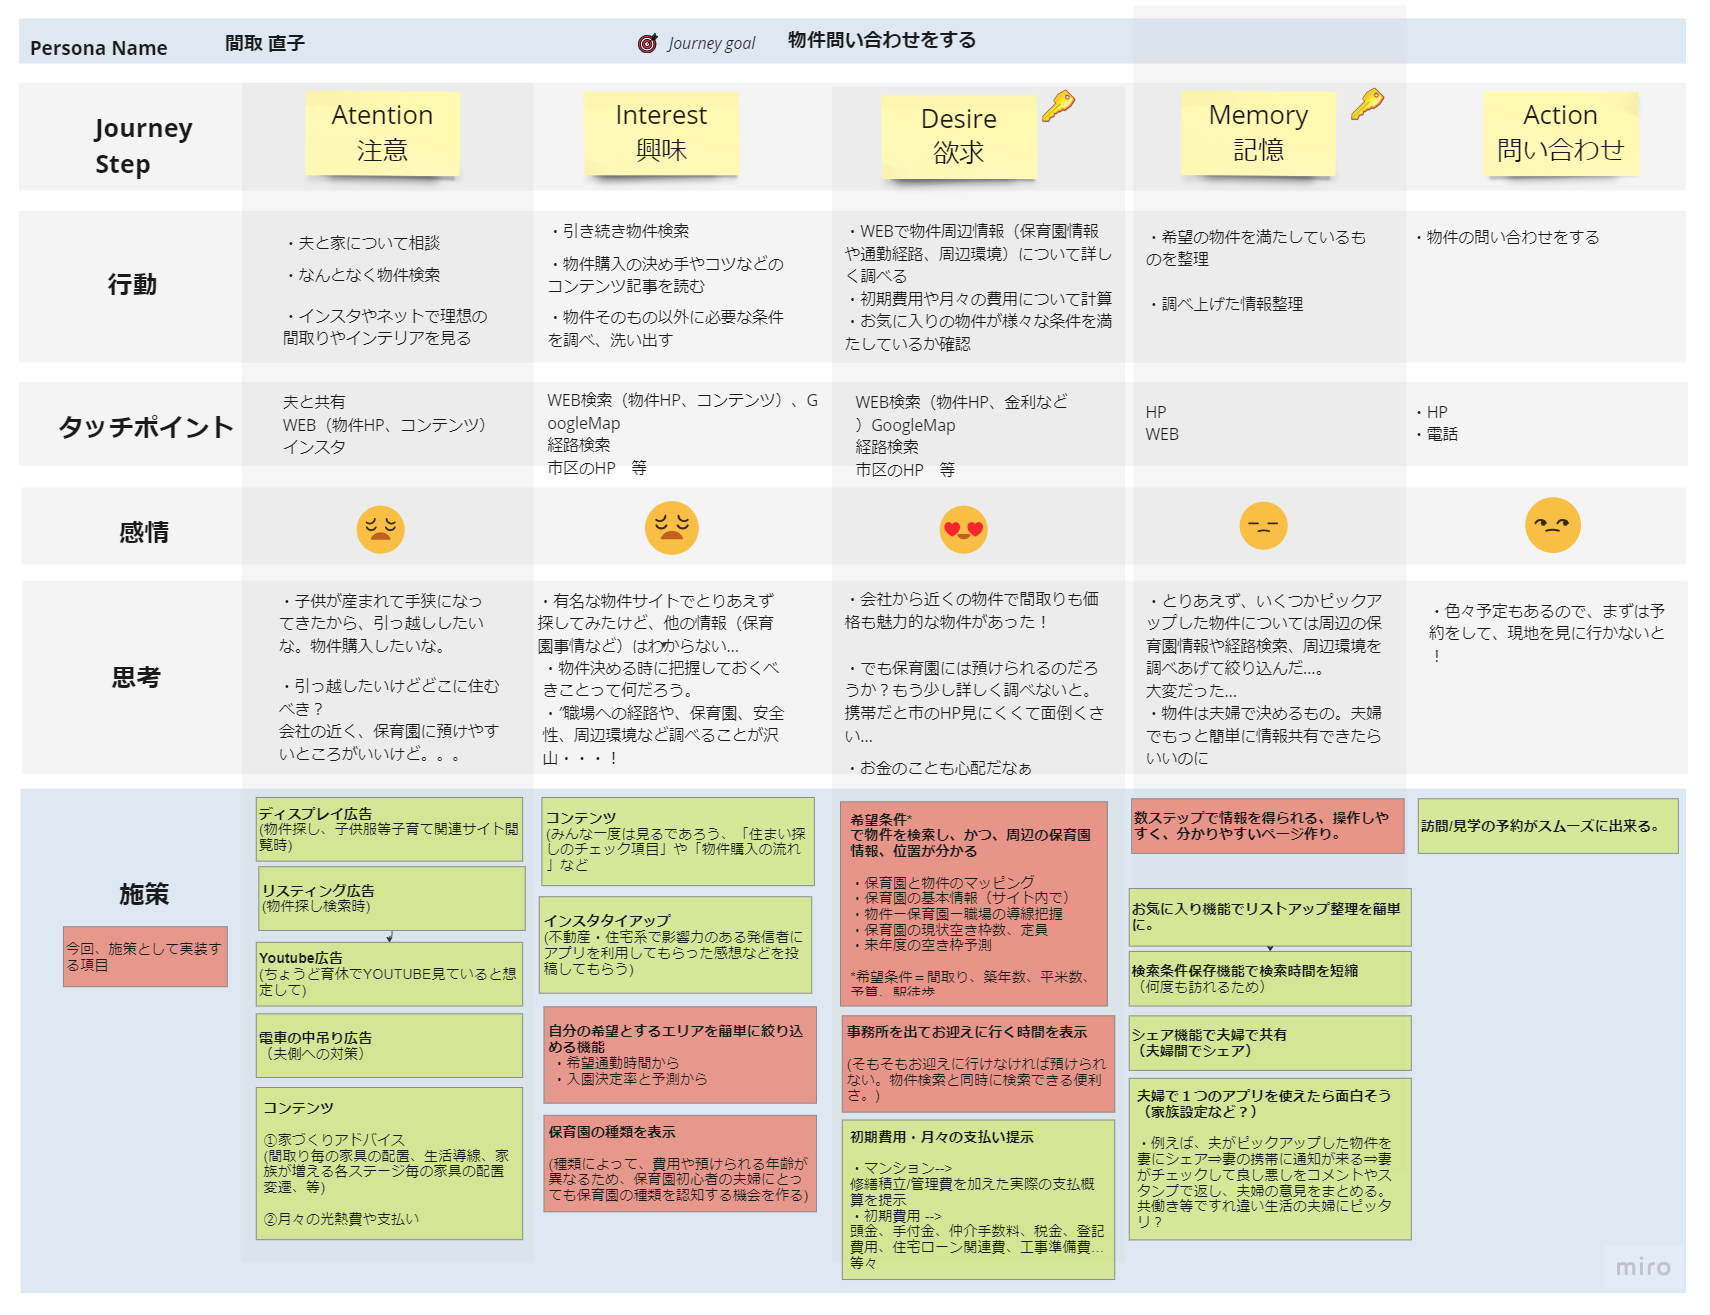 Persona Name
間取 直子
Journey goal
物件問い合わせをする
Journey
Step
Atention
注意
Interest
興味
Desire
欲求
Memory
記憶
Action
問い合わせ
行動
・夫と家について相談
・なんとなく物件検索
・インスタやネットで理想の
間取りやインテリアを見る
・引き続き物件検索
・物件購入の決め手やコツなどの
コンテンツ記事を読む
・物件そのもの以外に必要な条件
を調べ、洗い出す
・WEBで物件周辺情報（保育園情報
や通勤経路、周辺環境）について詳し
く調べる
・初期費用や月々の費用について計算
・お気に入りの物件が様々な条件を満
たしているか確認
・希望の物件を満たしているも
のを整理
・調べ上げた情報整理
・物件の問い合わせをする
タッチポイント
夫と共有
WEB（物件HP、コンテンツ）
インスタ
WEB検索（物件HP、コンテンツ）、G
oogleMap
経路検索
市区のHP　等
WEB検索（物件HP、金利など
）GoogleMap
経路検索
市区のHP　等
HP
WEB
・HP
・電話
感情
思考
・子供が産まれて手狭になっ
てきたから、引っ越ししたい
な。物件購入したいな。
・引っ越したいけどどこに住む
べき？
会社の近く、保育園に預けやす
いところがいいけど。。。
・有名な物件サイトでとりあえず
探してみたけど、他の情報（保育
園事情など）はわからない...
・物件決める時に把握しておくべ
きことって何だろう。
・”職場への経路や、保育園、安全
性、周辺環境など調べることが沢
山・・・！
・会社から近くの物件で間取りも価
格も魅力的な物件があった！
・でも保育園には預けられるのだろ
うか？もう少し詳しく調べないと。
携帯だと市のHP見にくくて面倒くさ
い...
・お金のことも心配だなぁ
・とりあえず、いくつかピックア
ップした物件については周辺の保
育園情報や経路検索、周辺環境を
調べあげて絞り込んだ...。
大変だった...
・物件は夫婦で決めるもの。夫婦
でもっと簡単に情報共有できたら
いいのに
・色々予定もあるので、まずは予
約をして、現地を見に行かないと
！
施策
今回、施策として実装す
る項目
ディスプレイ広告
(物件探し、子供服等子育て関連サイト閲
覧時)
リスティング広告
(物件探し検索時)
Youtube広告
(ちょうど育休でYOUTUBE見ていると想
定して)
電車の中吊り広告
（夫側への対策）
コンテンツ
①家づくりアドバイス
(間取り毎の家具の配置、生活導線、家
族が増える各ステージ毎の家具の配置
変遷、等)
②月々の光熱費や支払い
コンテンツ
(みんな一度は見るであろう、「住まい探
しのチェック項目」や「物件購入の流れ
」など
インスタタイアップ
(不動産・住宅系で影響力のある発信者に
アプリを利用してもらった感想などを投
稿してもらう)
自分の希望とするエリアを簡単に絞り込
める機能
・希望通勤時間から
・入園決定率と予測から
保育園の種類を表示
(種類によって、費用や預けられる年齢が
異なるため、保育園初心者の夫婦にとっ
ても保育園の種類を認知する機会を作る)
希望条件*
で物件を検索し、かつ、周辺の保育園
情報、位置が分かる
・保育園と物件のマッピング
・保育園の基本情報（サイト内で）
・物件ー保育園ー職場の導線把握
・保育園の現状空き枠数、定員
・来年度の空き枠予測
*希望条件＝間取り、築年数、平米数、
予算、駅徒歩
事務所を出てお迎えに行く時間を表示
(そもそもお迎えに行けなければ預けられ
ない。物件検索と同時に検索できる便利
さ。)
初期費用・月々の支払い提示
・マンション-->
修繕積立/管理費を加えた実際の支払概
算を提示
・初期費用 -->
頭金、手付金、仲介手数料、税金、登記
費用、住宅ローン関連費、工事準備費...
等々
数ステップで情報を得られる、操作しや
すく、分かりやすいページ作り。
お気に入り機能でリストアップ整理を簡単
に。
検索条件保存機能で検索時間を短縮
（何度も訪れるため）
シェア機能で夫婦で共有
（夫婦間でシェア）
夫婦で１つのアプリを使えたら面白そう
（家族設定など？）
・例えば、夫がピックアップした物件を
妻にシェア⇒妻の携帯に通知が来る⇒妻
がチェックして良し悪しをコメントやス
タンプで返し、夫婦の意見をまとめる。
共働き等ですれ違い生活の夫婦にピッタ
リ？
訪問/見学の予約がスムーズに出来る。
miro